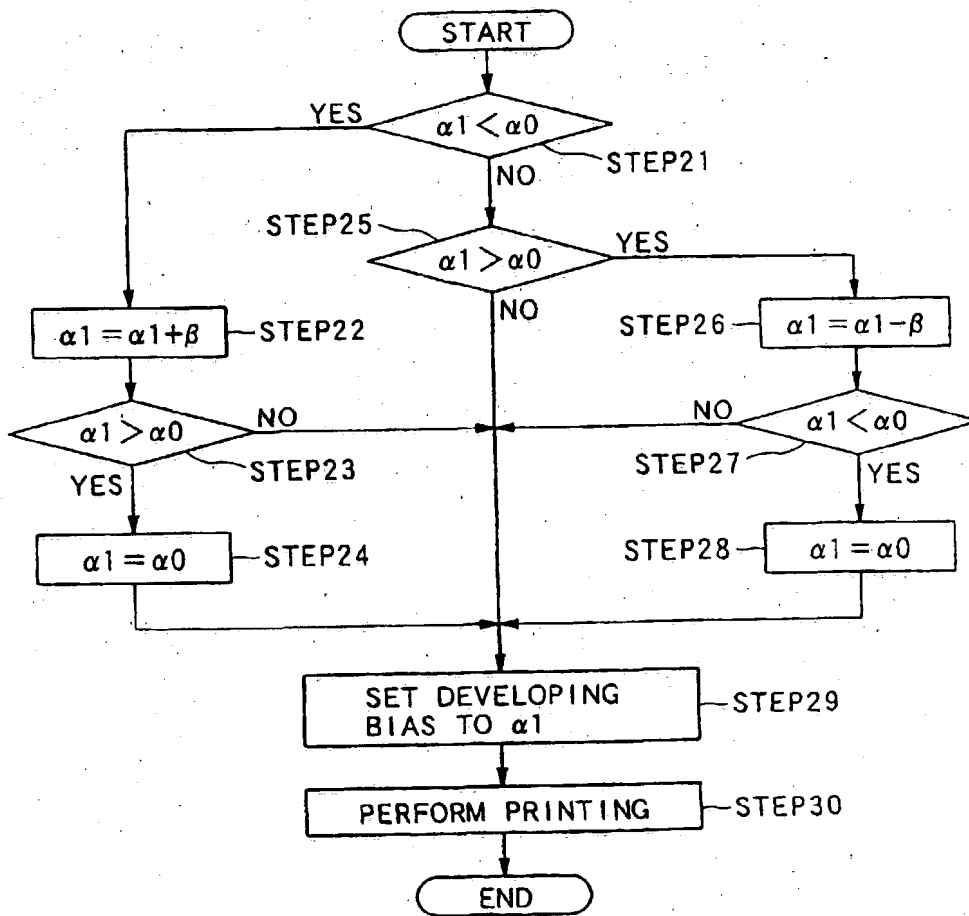 START
YES
α1<α0
STEP21
NO
STEP25
α1>α0
YES
NO
α1=α1+β
STEP22
STEP26
α1=α1-β
α1>α0
NO
STEP23
YES
NO
α1<α0
STEP27
YES
α1=α0
STEP24
STEP28
α1=α0
SET DEVELOPING
BIAS TO α1
STEP29
PERFORM PRINTING
STEP30
END